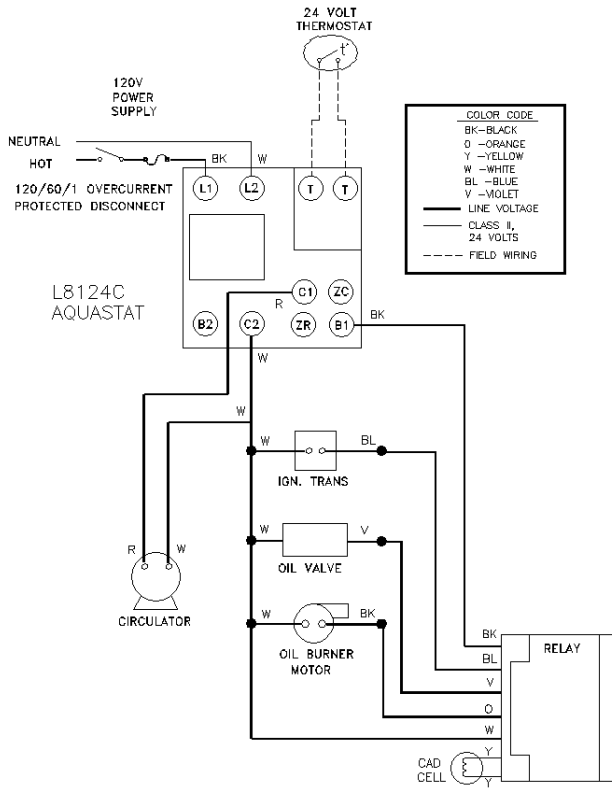 24 VOLT
THERMOSTAT
t°
120V
POWER
SUPPLY
NEUTRAL
HOT
BK
W
120/60/1 OVERCURRENT
PROTECTED DISCONNECT
L1
L2
T
T
COLOR CODE
BK-BLACK
O -ORANGE
Y -YELLOW
W -WHITE
BL -BLUE
V -VIOLET
LINE VOLTAGE
CLASS II,
24 VOLTS
FIELD WIRING
L8124C
AQUASTAT
R
C1
ZC
B2
C2
ZR
B1
BK
W
W
W
BL
IGN. TRANS
W
V
OIL VALVE
R
W
CIRCULATOR
W
BK
OIL BURNER
MOTOR
BK
RELAY
BL
V
O
W
Y
CAD
CELL
Y